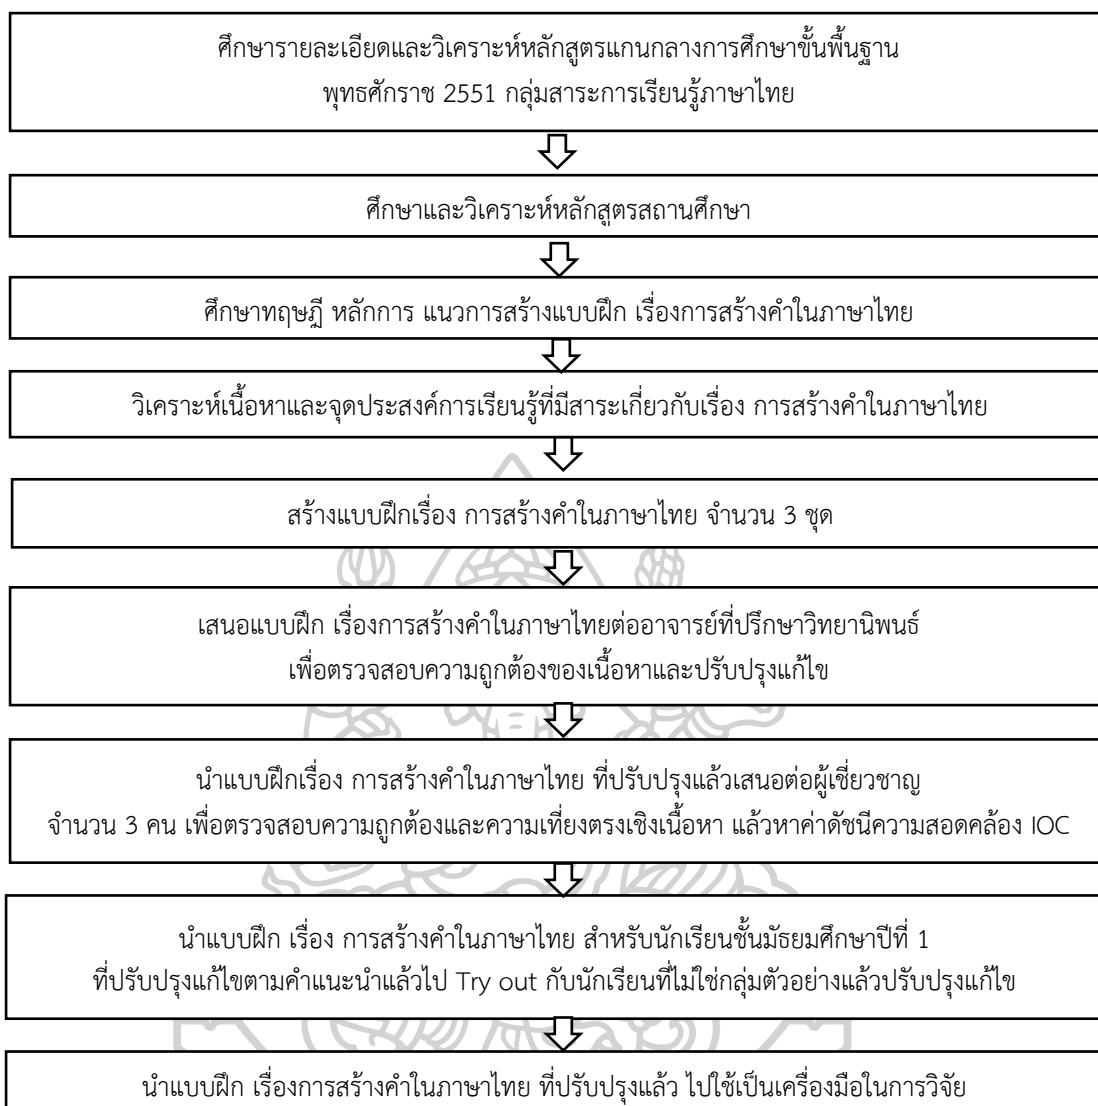 ศึกษารายละเอียดและวิเคราะห์หลักสูตรแกนกลางการศึกษาขั้นพื้นฐาน
พุทธศักราช 2551 กลุ่มสาระการเรียนรู้ภาษาไทย
ศึกษาและวิเคราะห์หลักสูตรสถานศึกษา
ศึกษาทฤษฎี หลักการ แนวการสร้างแบบฝึก เรื่องการสร้างคำในภาษาไทย
วิเคราะห์เนื้อหาและจุดประสงค์การเรียนรู้ที่มีสาระเกี่ยวกับเรื่อง การสร้างคำในภาษาไทย
สร้างแบบฝึกเรื่อง การสร้างคำในภาษาไทย จำนวน 3 ชุด
เสนอแบบฝึก เรื่องการสร้างคำในภาษาไทยต่ออาจารย์ที่ปรึกษาวิทยานิพนธ์
เพื่อตรวจสอบความถูกต้องของเนื้อหาและปรับปรุงแก้ไข
นำแบบฝึกเรื่อง การสร้างคำในภาษาไทย ที่ปรับปรุงแล้วเสนอต่อผู้เชี่ยวชาญ
จำนวน 3 คน เพื่อตรวจสอบความถูกต้องและความเที่ยงตรงเชิงเนื้อหา แล้วหาค่าดัชนีความสอดคล้อง IOC
นำแบบฝึก เรื่อง การสร้างคำในภาษาไทย สำหรับนักเรียนชั้นมัธยมศึกษาปีที่ 1
ที่ปรับปรุงแก้ไขตามคำแนะนำแล้วไป Try out กับนักเรียนที่ไม่ใช่กลุ่มตัวอย่างแล้วปรับปรุงแก้ไข
นำแบบฝึก เรื่องการสร้างคำในภาษาไทย ที่ปรับปรุงแล้ว ไปใช้เป็นเครื่องมือในการวิจัย